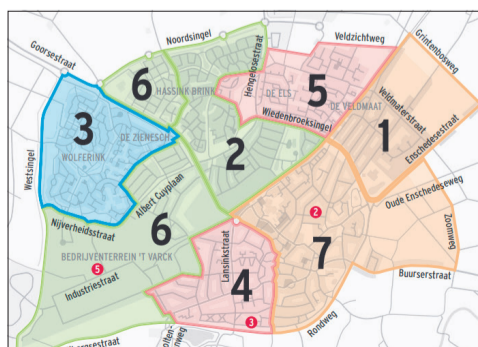 Goorsestraat
Noordsingel
Hengelosestraat
Veldzichtweg
Grintenbosweg
6
HASSINK BRINK
DE ELS
5
DE VELDMAAT
Veldmaterstraat
1
Enschedesestraat
3
WOLFERINK
DE ZIENESCH
2
Wiedenbroeksingel
Westsingel
Albert Cuyplaan
Nijverheidsstraat
6
BEDRIJVENTERREIN 'T VARCK
5
Industriestraat
Lansinkstraat
4
3
2
7
Oude Enschedeseweg
Zoomweg
Buurserstraat
Rondweg